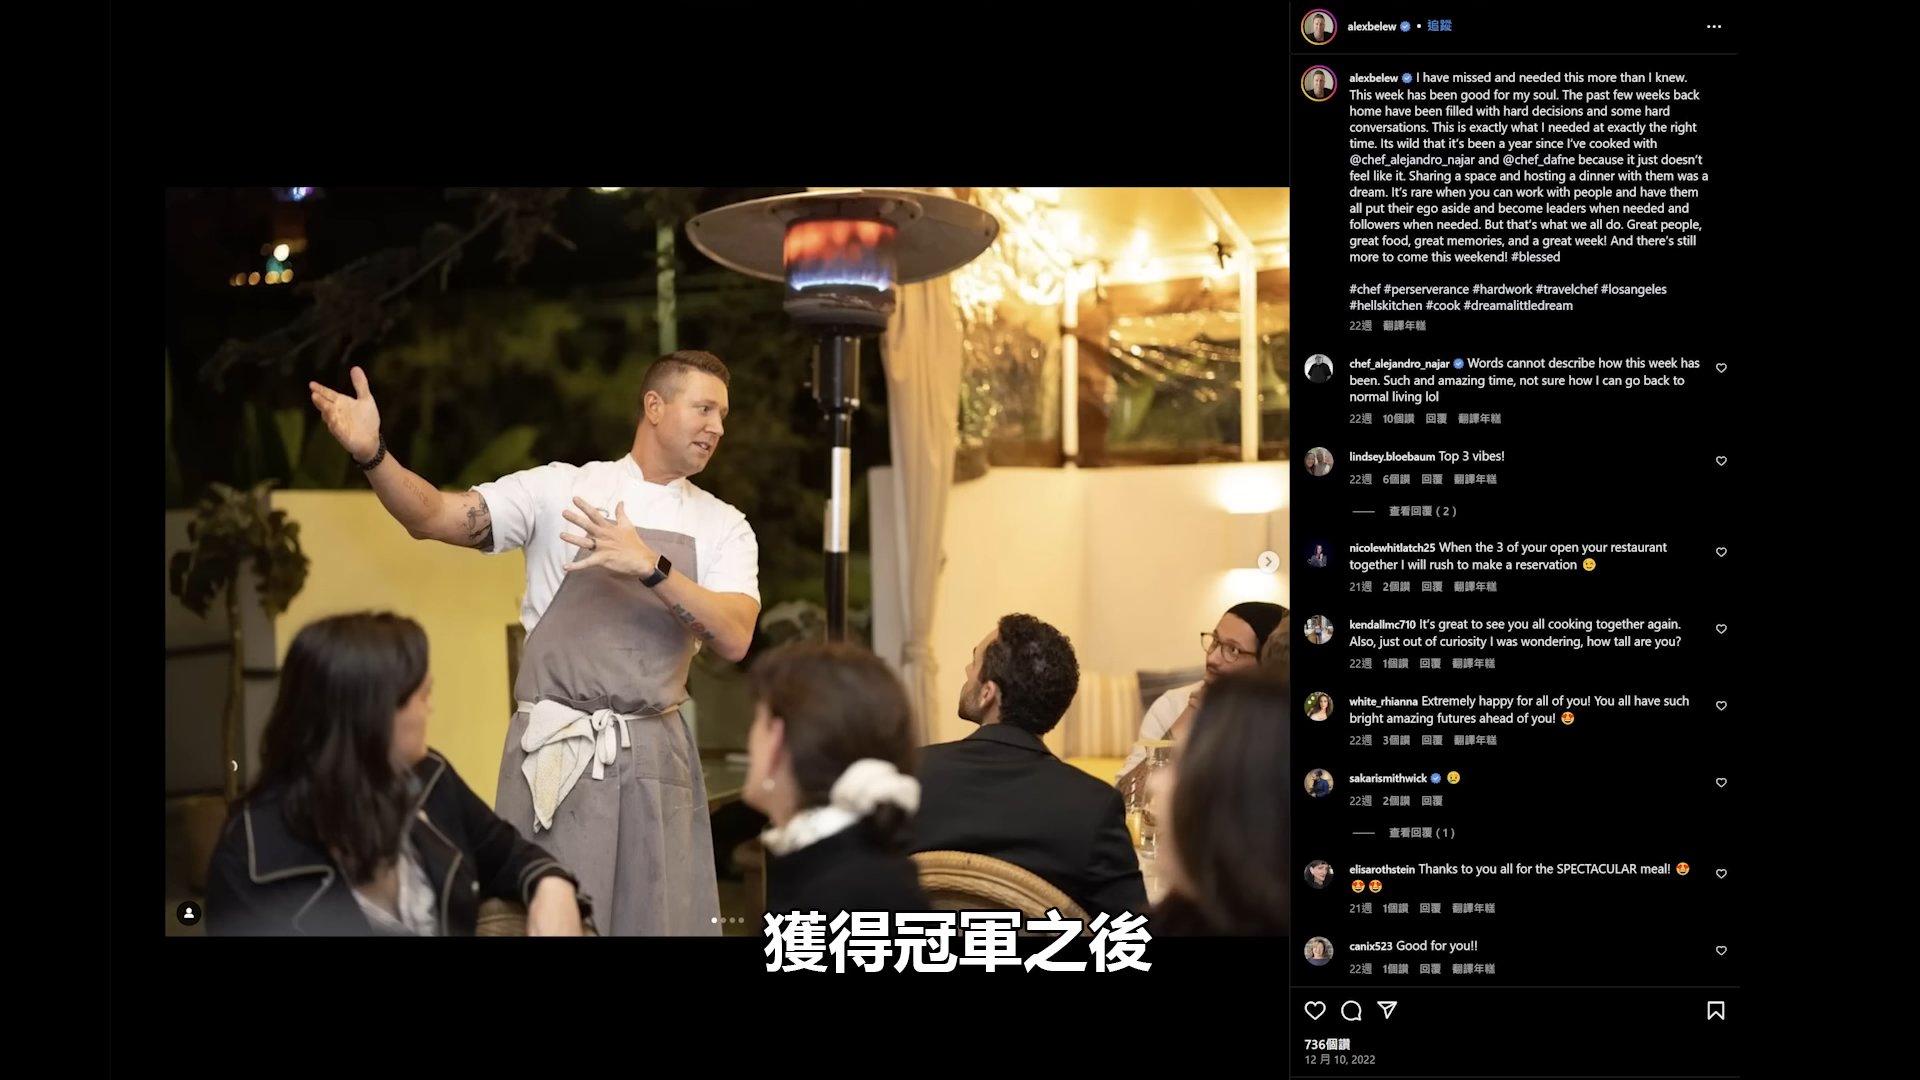 alexbelew • 追蹤
alexbelew I have missed and needed this more than I knew.
This week has been good for my soul. The past few weeks back
home have been filled with hard decisions and some hard
conversations. This is exactly what I needed at exactly the right
time. Its wild that it's been a year since I've cooked with
@chef_alejandro_najar and @chef_dafne because it just doesn't
feel like it. Sharing a space and hosting a dinner with them was a
dream. It's rare when you can work with people and have them
all put their ego aside and become leaders when needed and
followers when needed. But that's what we all do. Great people,
great food, great memories, and a great week! And there's still
more to come this weekend! #blessed
#chef #perserverance #hardwork #travelchef #losangeles
#hellskitchen #cook #dreamalittledream
22週 翻譯年糕
chef_alejandro_najar Words cannot describe how this week has
been. Such and amazing time, not sure how I can go back to
normal living lol
22週 10個讚 回覆 翻譯年糕
lindsey.bloebaum Top 3 vibes!
22週 6個讚 回覆 翻譯年糕
查看回覆 ( 2 )
nicolewhitlatch25 When the 3 of your open your restaurant
together I will rush to make a reservation 😉
21週 2個讚 回覆 翻譯年糕
kendallmc710 It's great to see you all cooking together again.
Also, just out of curiosity I was wondering, how tall are you?
22週 1個讚 回覆 翻譯年糕
white_rhianna Extremely happy for all of you! You all have such
bright amazing futures ahead of you! 😍
22週 3個讚 回覆 翻譯年糕
sakarismithwick 😢
22週 2個讚 回覆
查看回覆 ( 1 )
elisarothstein Thanks to you all for the SPECTACULAR meal! 😍
😍😍
21週 1個讚 回覆 翻譯年糕
canix523 Good for you!!
22週 1個讚 回覆 翻譯年糕
736個讚
12 月 10, 2022
獲得冠軍之後